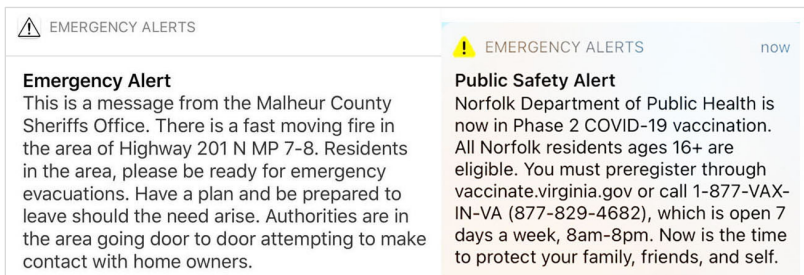 EMERGENCY ALERTS
Emergency Alert
This is a message from the Malheur County
Sheriffs Office. There is a fast moving fire in
the area of Highway 201 N MP 7-8. Residents
in the area, please be ready for emergency
evacuations. Have a plan and be prepared to
leave should the need arise. Authorities are in
the area going door to door attempting to make
contact with home owners.
EMERGENCY ALERTS now
Public Safety Alert
Norfolk Department of Public Health is
now in Phase 2 COVID-19 vaccination.
All Norfolk residents ages 16+ are
eligible. You must preregister through
vaccinate.virginia.gov or call 1-877-VAX-
IN-VA (877-829-4682), which is open 7
days a week, 8am-8pm. Now is the time
to protect your family, friends, and self.